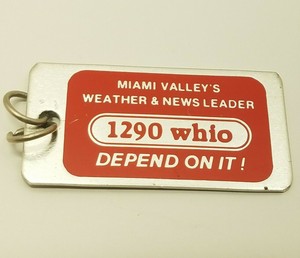 MIAMI VALLEY'S
WEATHER & NEWS LEADER
1290 whio
DEPEND ON IT!